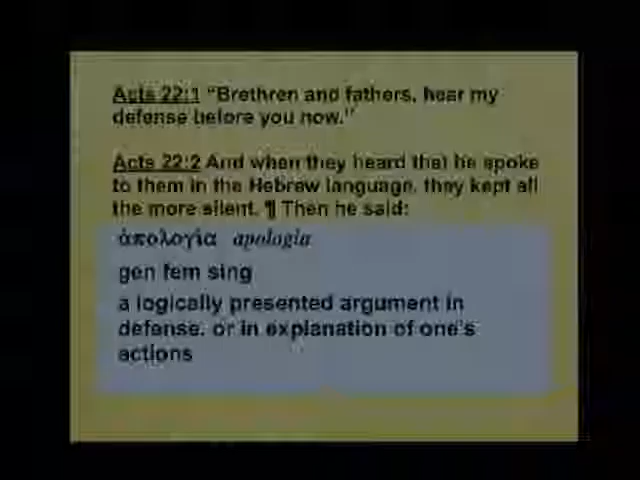 Acts 22:1 “Brethren and fathers, hear my
defense before you now.”
Acts 22:2 And when they heard that he spoke
to them in the Hebrew language, they kept all
the more silent. ¶ Then he said:
ἀπολογία apologia
gen fem sing
a logically presented argument in
defense, or in explanation of one's
actions